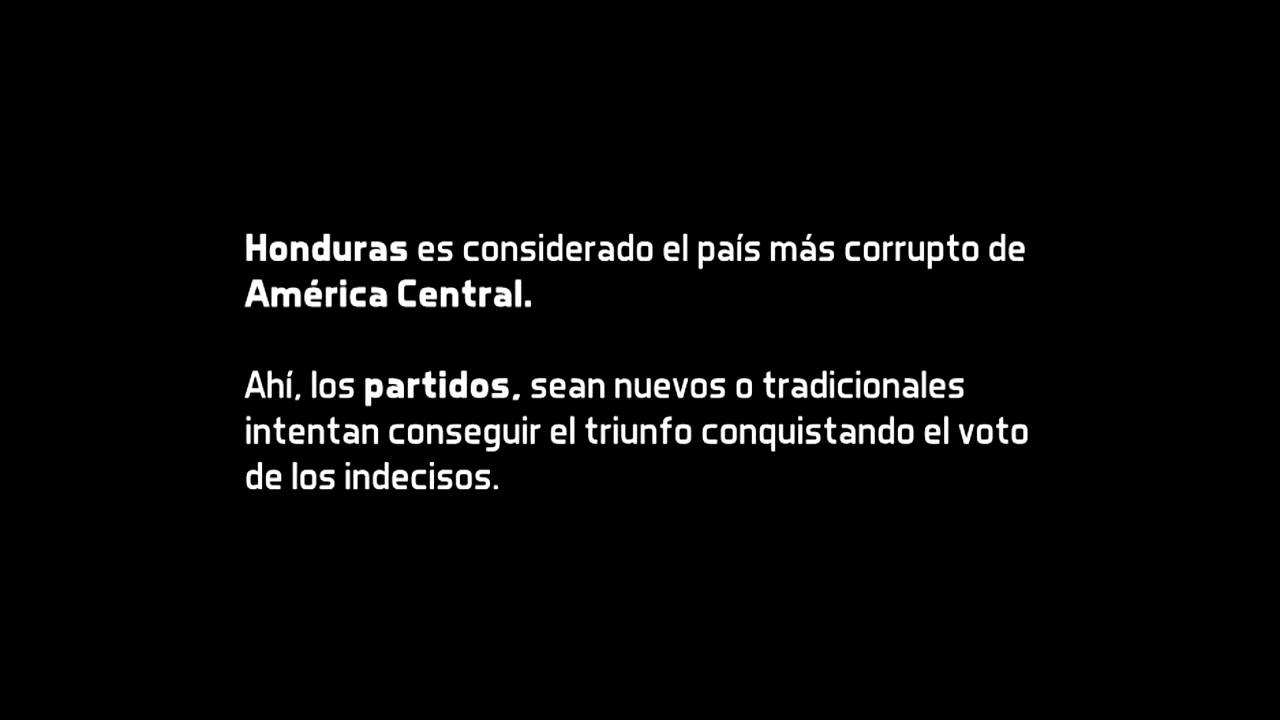 Honduras es considerado el país más corrupto de
América Central.
Ahí, los partidos, sean nuevos o tradicionales
intentan conseguir el triunfo conquistando el voto
de los indecisos.